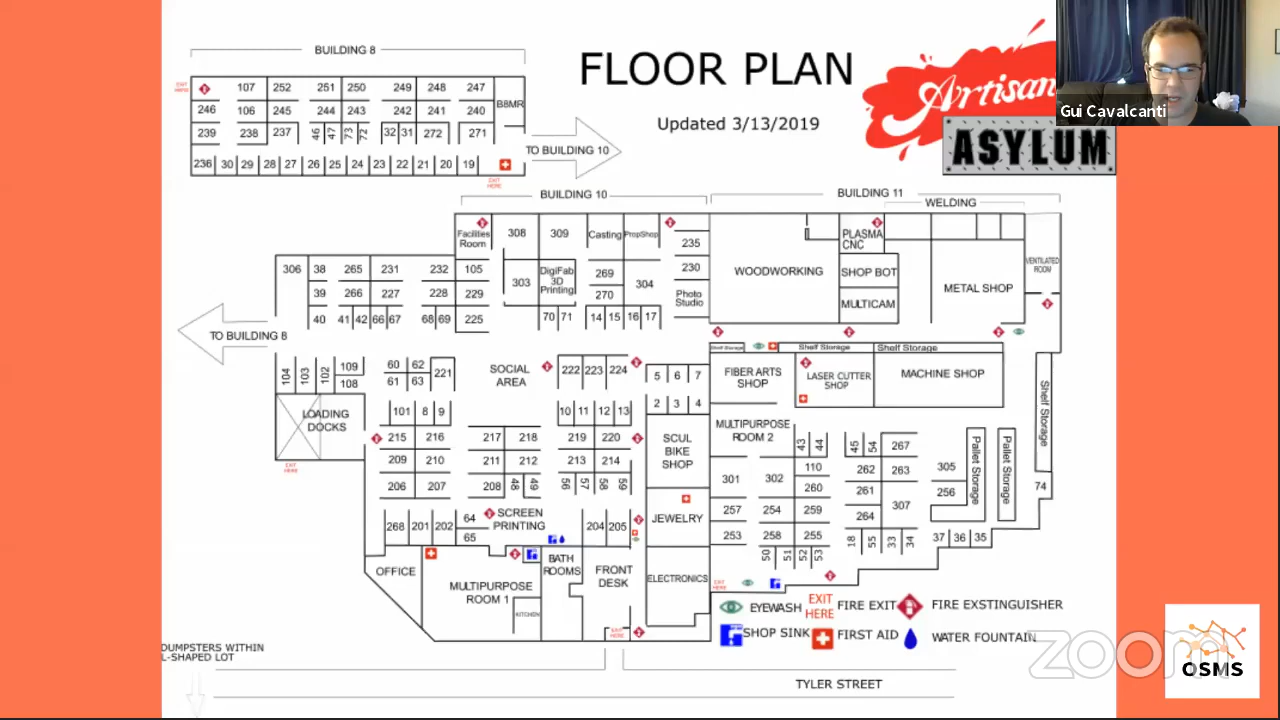 BUILDING 8
FLOOR PLAN
Updated 3/13/2019
Artisan
ASYLUM
Gui Cavalcanti
EXIT HERE
107 252 251 250 249 248 247
246 106 245 244 243 242 241 240 B8MR
239 238 237 46 47 73 72 32 31 272 271
236 30 29 28 27 26 25 24 23 22 21 20 19
EXIT HERE
TO BUILDING 10
BUILDING 10
BUILDING 11
WELDING
Facilities Room 308 309 Casting PropShop 235
WOODWORKING
PLASMA CNC
SHOP BOT
MULTICAM
METAL SHOP
VENTILATED ROOM
306 38 265 231 232 105 303 DigiFab 3D Printing 269 304 230
39 266 227 228 229 270 Photo Studio
40 41 42 66 67 68 69 225 70 71 14 15 16 17
TO BUILDING 8
Shelf Storage Shelf Storage Shelf Storage
104 103 102 109 108 60 62 61 63 221
SOCIAL AREA
222 223 224
5 6 7
2 3 4
FIBER ARTS SHOP
LASER CUTTER SHOP
MACHINE SHOP
Shelf Storage
LOADING DOCKS
EXIT HERE
101 8 9 10 11 12 13
215 216 217 218 219 220
209 210 211 212 213 214
206 207 208 48 49 56 57 58 59
SCUL BIKE SHOP
MULTIPURPOSE ROOM 2
43 44 45 54 267
110 262 263 305
301 302 260 261 307 256
257 254 259 264
253 258 255
50 51 52 53 18 55 33 34 37 36 35
Pallet Storage
Pallet Storage
74
268 201 202 64 65
SCREEN PRINTING
204 205
JEWELRY
OFFICE
MULTIPURPOSE ROOM 1
KITCHEN
BATH ROOMS
FRONT DESK
ELECTRONICS
EXIT HERE
EXIT HERE
EYEWASH
EXIT HERE FIRE EXIT
FIRE EXSTINGUISHER
SHOP SINK
FIRST AID
WATER FOUNTAIN
DUMPSTERS WITHIN
L-SHAPED LOT
TYLER STREET
zoom
OSMS